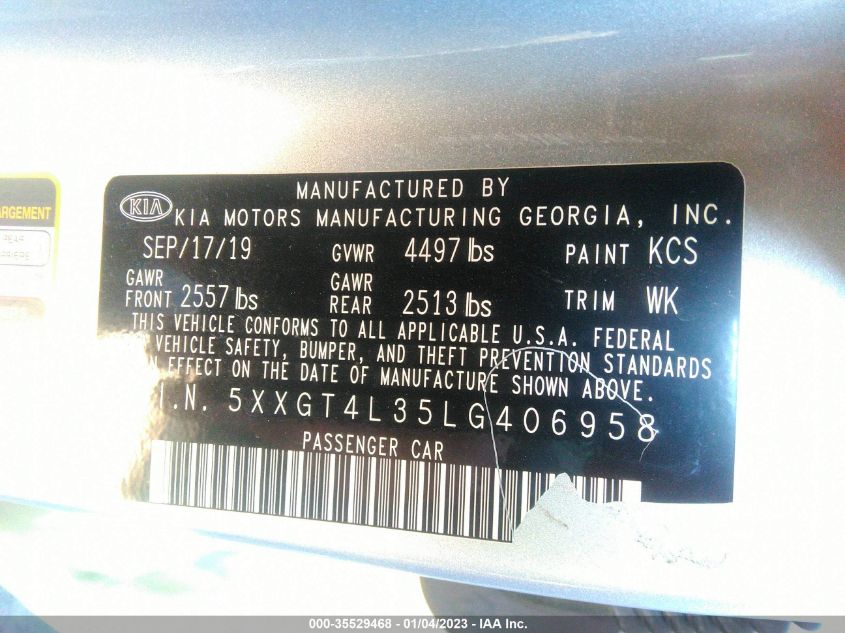 MANUFACTURED BY
KIA KIA MOTORS MANUFACTURING GEORGIA, INC.
SEP/17/19 GVWR 4497 lbs PAINT KCS
GAWR FRONT 2557 lbs GAWR REAR 2513 lbs TRIM WK
THIS VEHICLE CONFORMS TO ALL APPLICABLE U.S.A. FEDERAL
VEHICLE SAFETY, BUMPER, AND THEFT PREVENTION STANDARDS
EFFECT ON THE DATE OF MANUFACTURE SHOWN ABOVE.
I.N. 5XXGT4L35LG406958
PASSENGER CAR
ARGEMENT
REAR
000-35529468 - 01/04/2023 - IAA Inc.